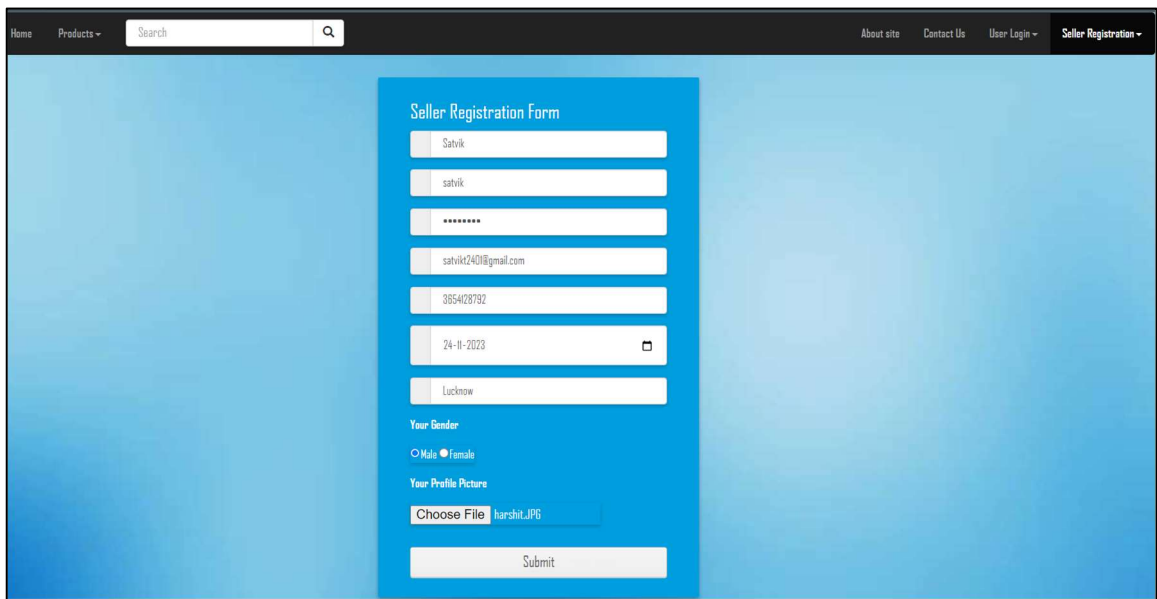 Home Products Search About site Contact Us User Login Seller Registration
Seller Registration Form
Satvik
satvik
••••••••
satvikt2401@gmail.com
3654128792
24-11-2023
Lucknow
Your Gender
Male Female
Your Profile Picture
Choose File harshit.JPG
Submit